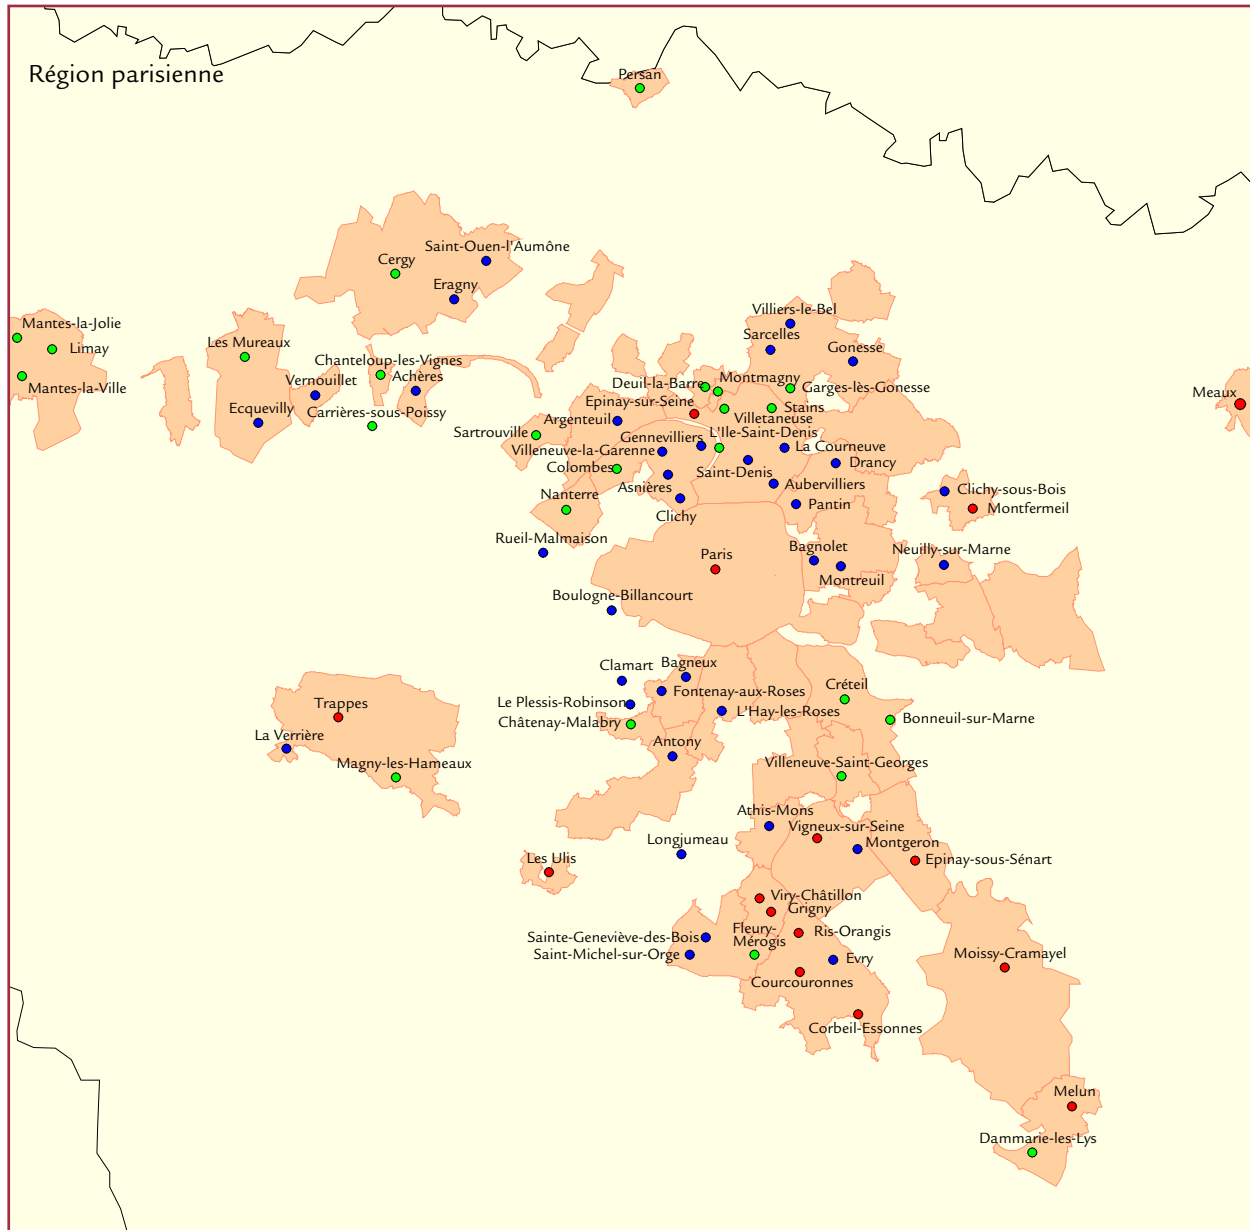 Région parisienne
Persan
Saint-Ouen-l'Aumône
Cergy
Eragny
Villiers-le-Bel
Mantes-la-Jolie
Sarcelles
Les Mureaux
Limay
Gonesse
Chanteloup-les-Vignes
Achères
Vernouillet
Montmagny
Deuil-la-Barre
Garges-lès-Gonesse
Mantes-la-Ville
Meaux
Epinay-sur-Seine
Ecquevilly
Carrières-sous-Poissy
Stains
Argenteuil
Villetaneuse
Sartrouville
L'Ile-Saint-Denis
Gennevilliers
La Courneuve
Villeneuve-la-Garenne
Drancy
Colombes
Saint-Denis
Aubervilliers
Asnières
Nanterre
Clichy-sous-Bois
Pantin
Montfermeil
Clichy
Rueil-Malmaison
Paris
Bagnolet
Neuilly-sur-Marne
Montreuil
Boulogne-Billancourt
Clamart
Bagneux
Fontenay-aux-Roses
Créteil
Le Plessis-Robinson
Trappes
L'Hay-les-Roses
Châtenay-Malabry
Bonneuil-sur-Marne
La Verrière
Antony
Magny-les-Hameaux
Villeneuve-Saint-Georges
Athis-Mons
Vigneux-sur-Seine
Longjumeau
Montgeron
Les Ulis
Epinay-sous-Sénart
Viry-Châtillon
Grigny
Fleury-
Mérogis
Ris-Orangis
Sainte-Geneviève-des-Bois
Saint-Michel-sur-Orge
Evry
Moissy-Cramayel
Courcouronnes
Corbeil-Essonnes
Melun
Dammarie-les-Lys